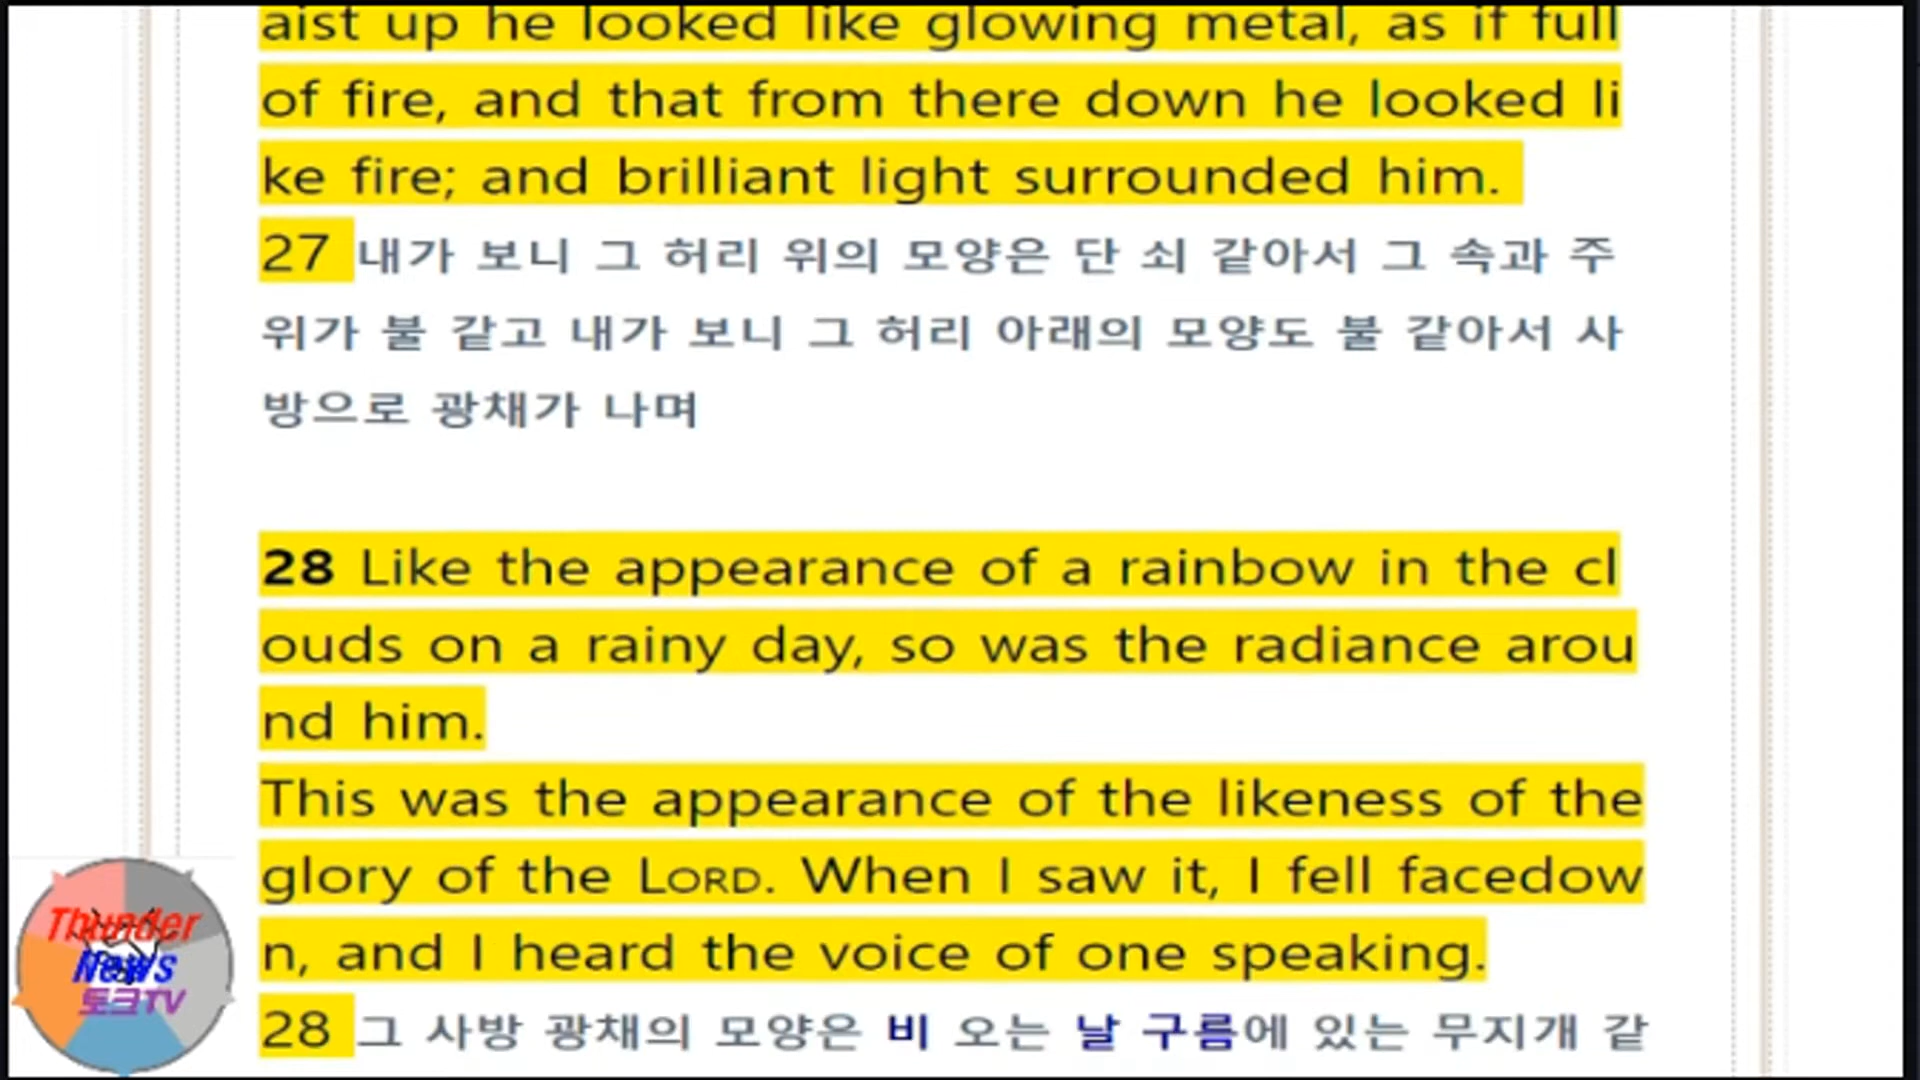 aist up he looked like glowing metal, as if full
of fire, and that from there down he looked li
ke fire; and brilliant light surrounded him.
27 내가 보니 그 허리 위의 모양은 단 쇠 같아서 그 속과 주
위가 불 같고 내가 보니 그 허리 아래의 모양도 불 같아서 사
방으로 광채가 나며
28 Like the appearance of a rainbow in the cl
ouds on a rainy day, so was the radiance arou
nd him.
This was the appearance of the likeness of the
glory of the LORD. When I saw it, I fell facedow
n, and I heard the voice of one speaking.
28 그 사방 광채의 모양은 비 오는 날 구름에 있는 무지개 같
Thunder
News
토크TV